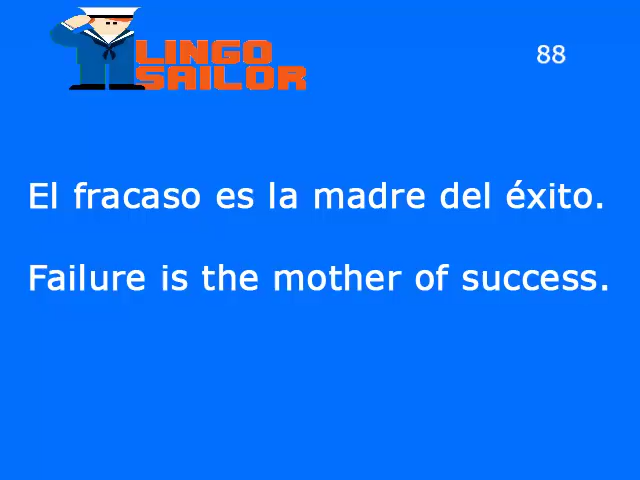 LINGO
SAILOR
88
El fracaso es la madre del éxito.
Failure is the mother of success.